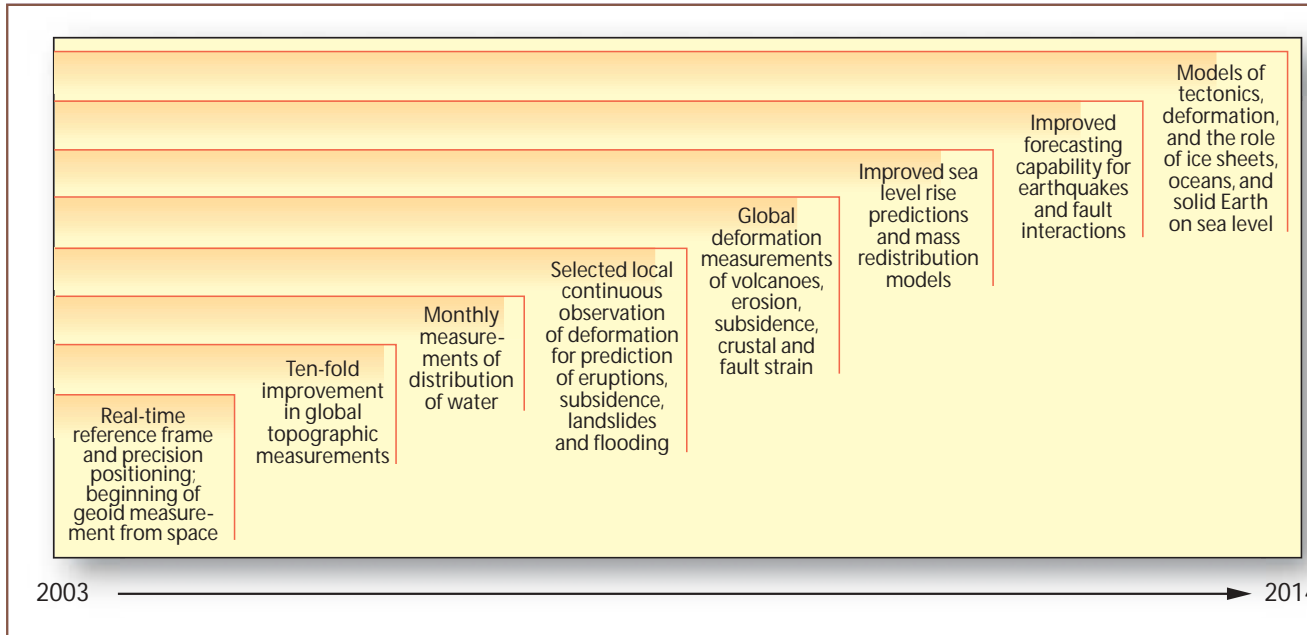 Real-time
reference frame
and precision
positioning;
beginning of
geoid measure-
ment from space
Ten-fold
improvement
in global
topographic
measurements
Monthly
measure-
ments of
distribution
of water
Selected local
continuous
observation
of deformation
for prediction
of eruptions,
subsidence,
landslides
and flooding
Global
deformation
measurements
of volcanoes,
erosion,
subsidence,
crustal and
fault strain
Improved sea
level rise
predictions
and mass
redistribution
models
Improved
forecasting
capability for
earthquakes
and fault
interactions
Models of
tectonics,
deformation,
and the role
of ice sheets,
oceans, and
solid Earth
on sea level
2003
2014